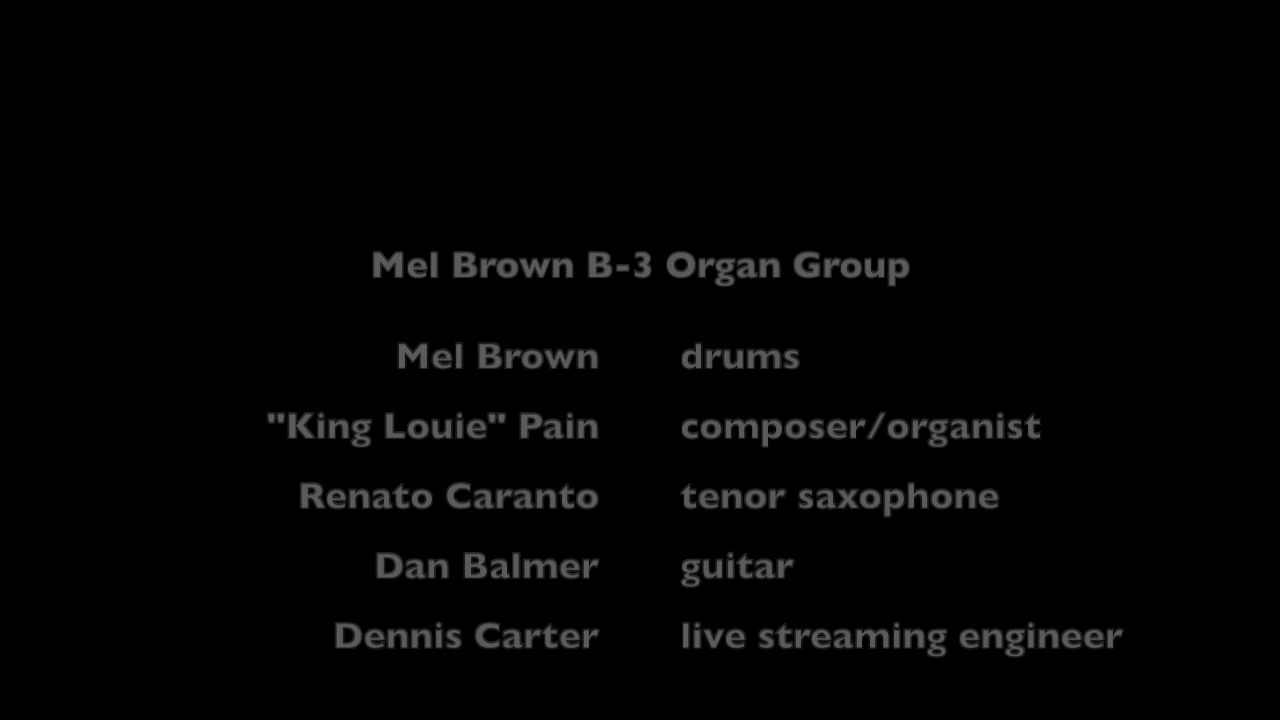 Mel Brown B-3 Organ Group
Mel Brown drums
"King Louie" Pain composer/organist
Renato Caranto tenor saxophone
Dan Balmer guitar
Dennis Carter live streaming engineer